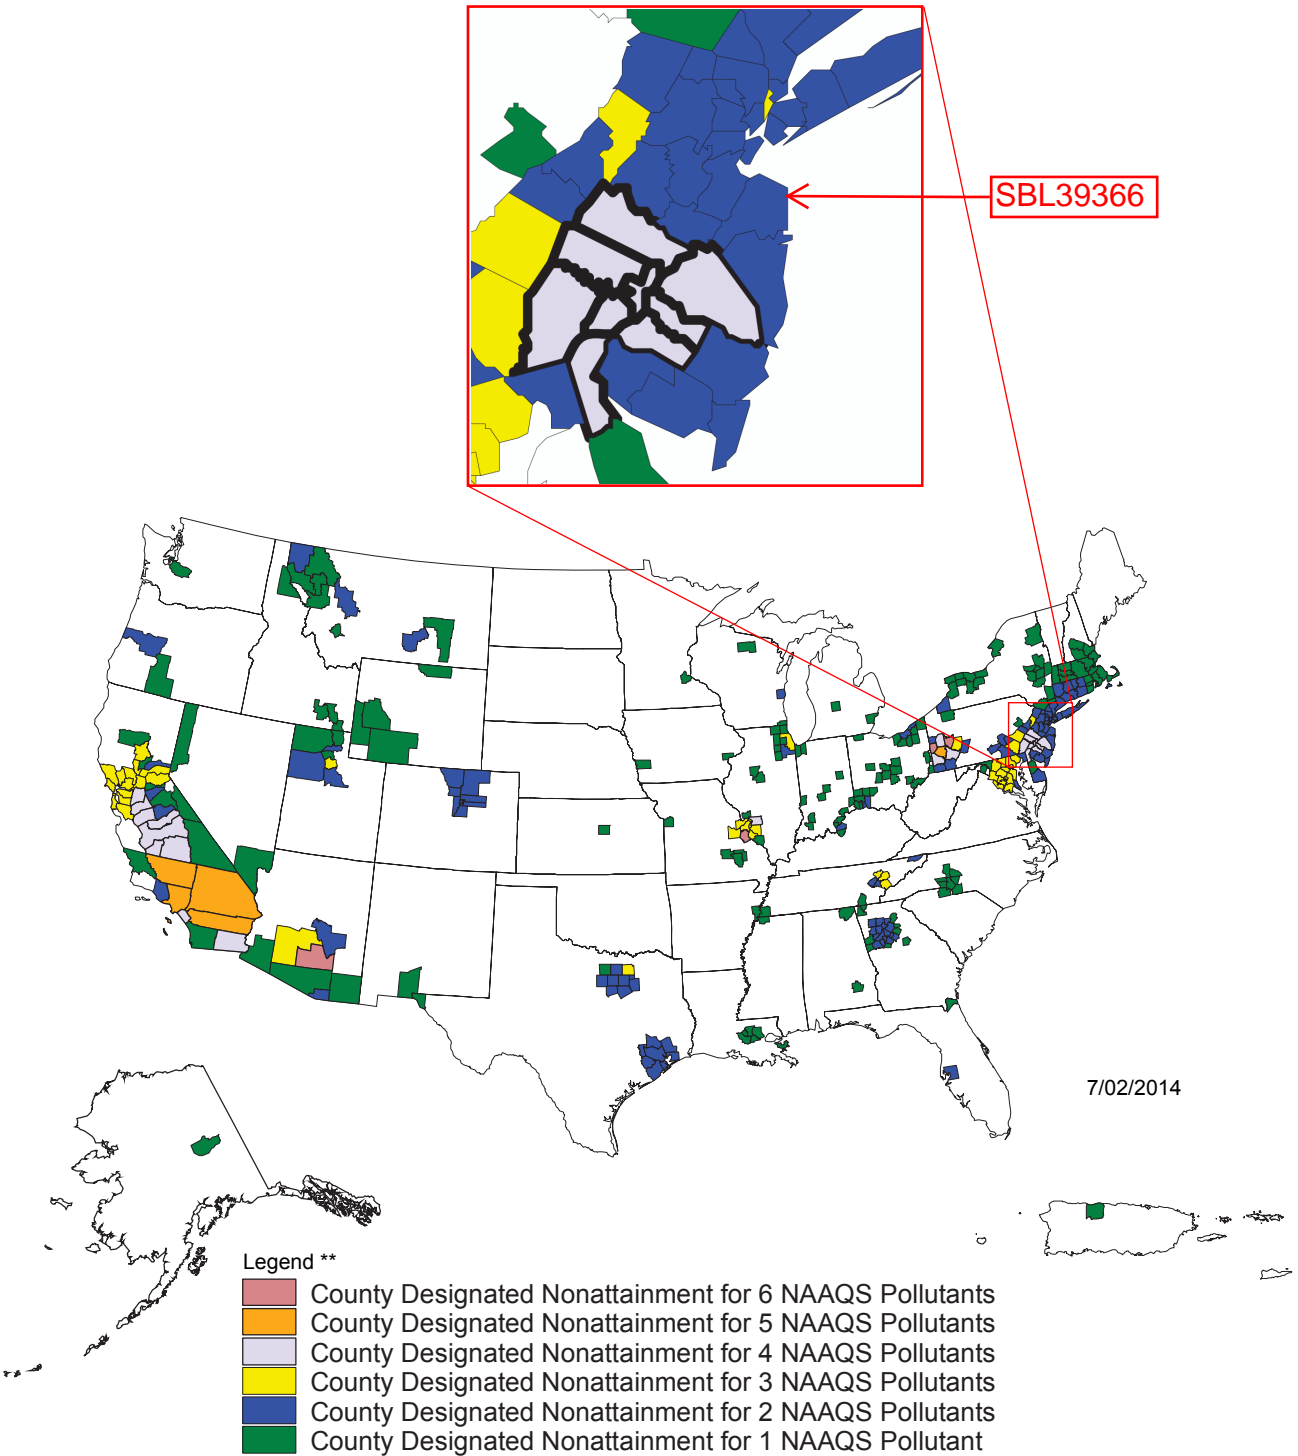 SBL39366
7/02/2014
Legend **
County Designated Nonattainment for 6 NAAQS Pollutants
County Designated Nonattainment for 5 NAAQS Pollutants
County Designated Nonattainment for 4 NAAQS Pollutants
County Designated Nonattainment for 3 NAAQS Pollutants
County Designated Nonattainment for 2 NAAQS Pollutants
County Designated Nonattainment for 1 NAAQS Pollutant